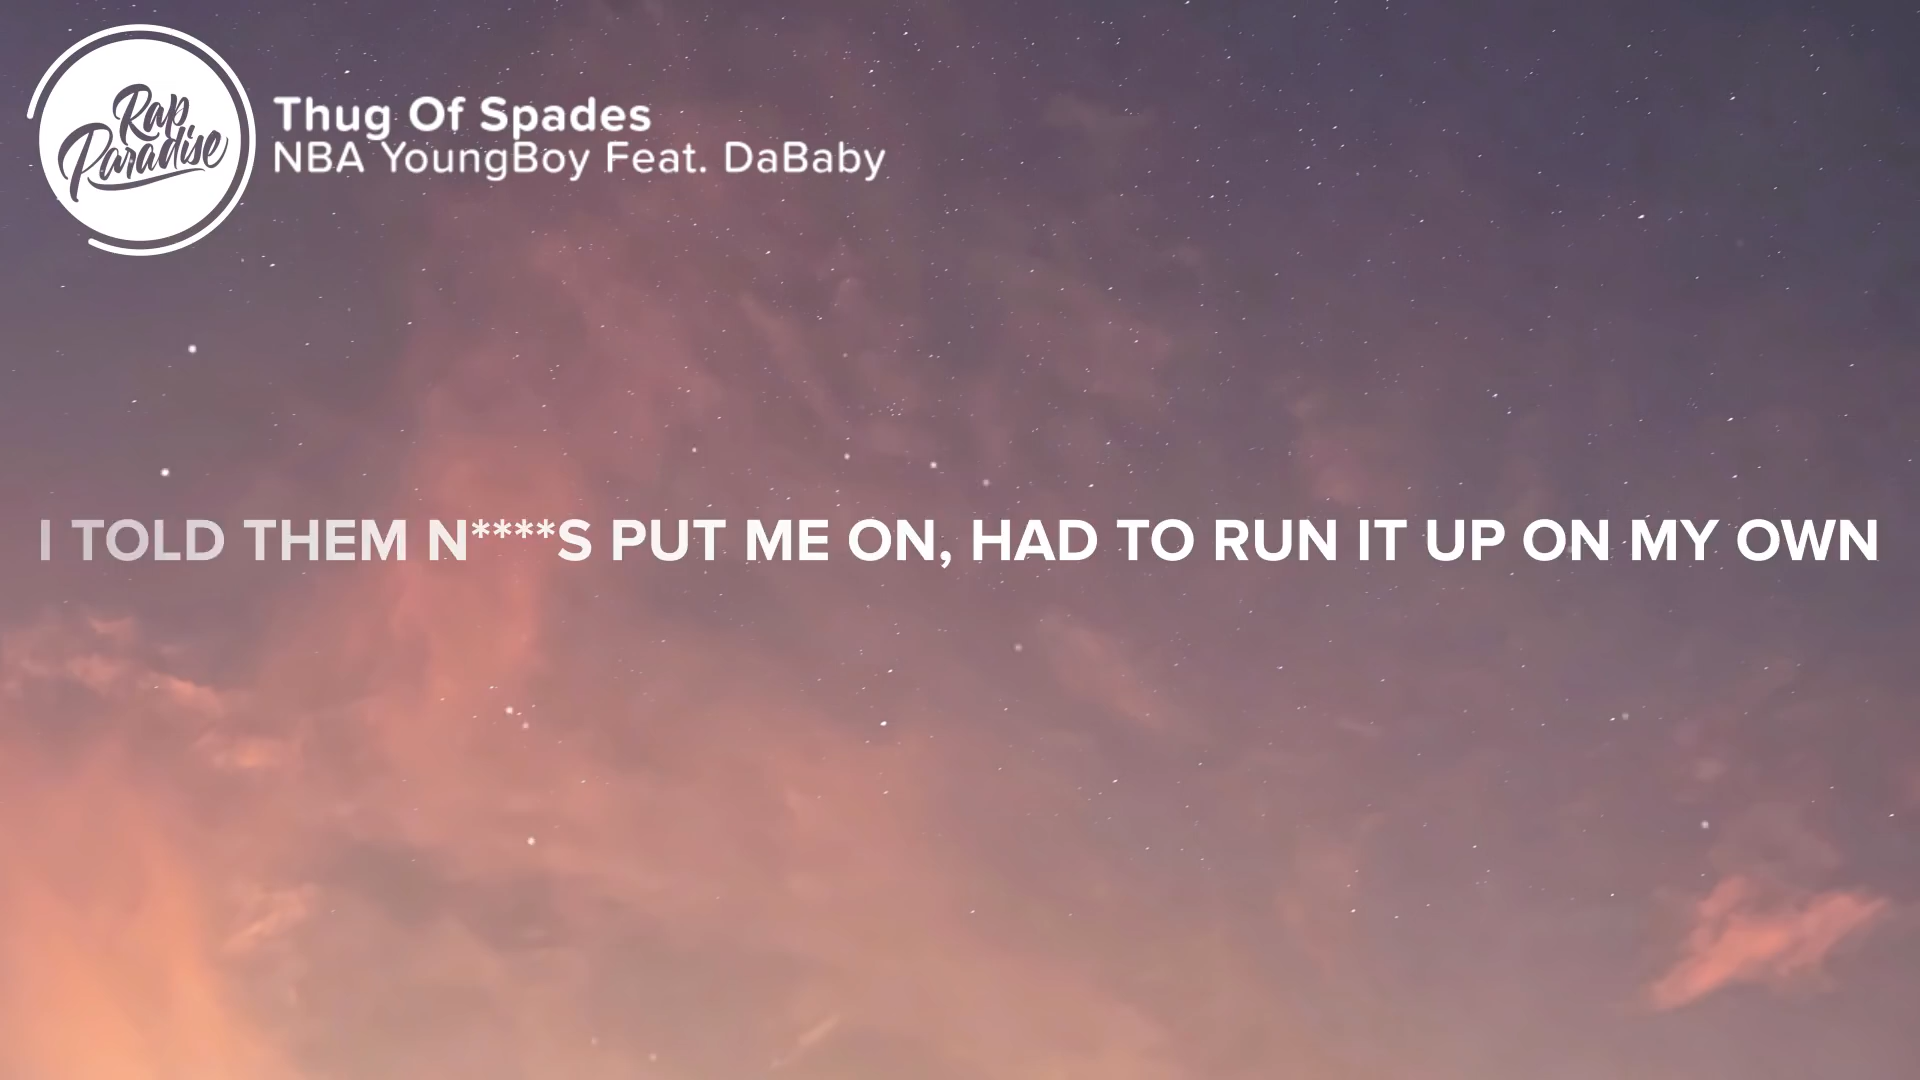 Rap
Paradise
Thug Of Spades
NBA YoungBoy Feat. DaBaby
I TOLD THEM N****S PUT ME ON, HAD TO RUN IT UP ON MY OWN